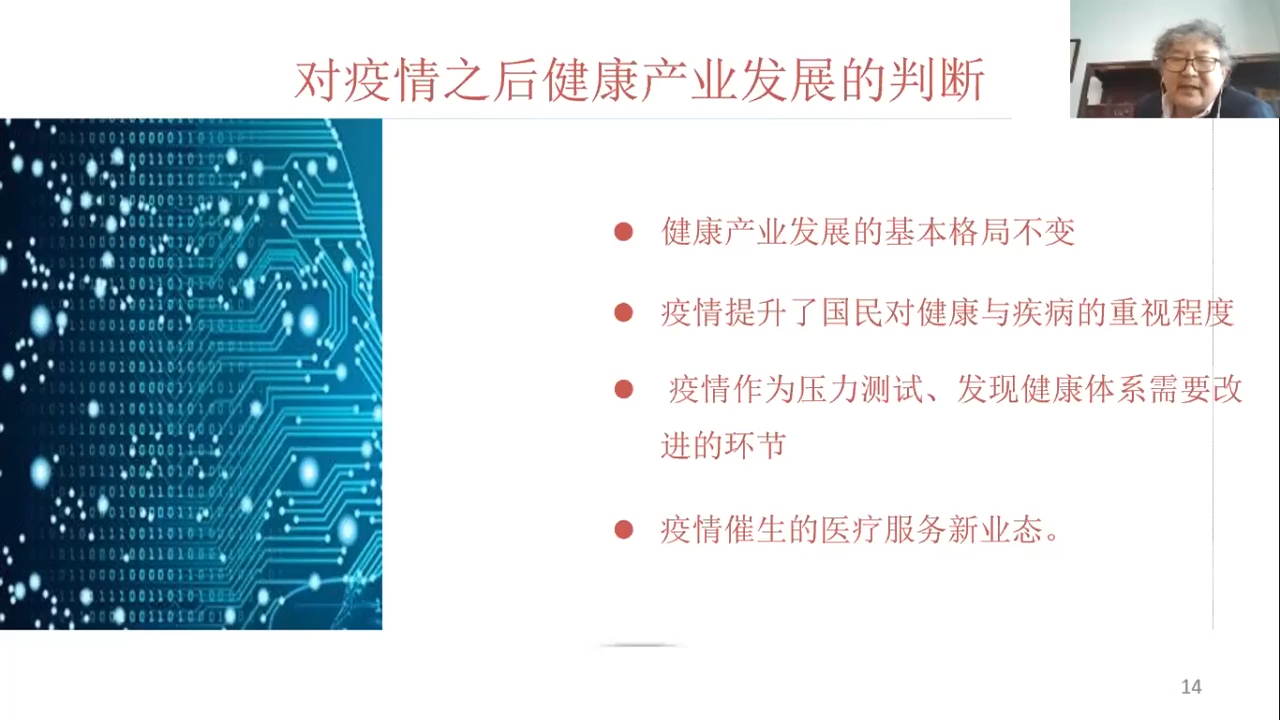 对疫情之后健康产业发展的判断
健康产业发展的基本格局不变
疫情提升了国民对健康与疾病的重视程度
疫情作为压力测试、发现健康体系需要改
进的环节
疫情催生的医疗服务新业态。
14